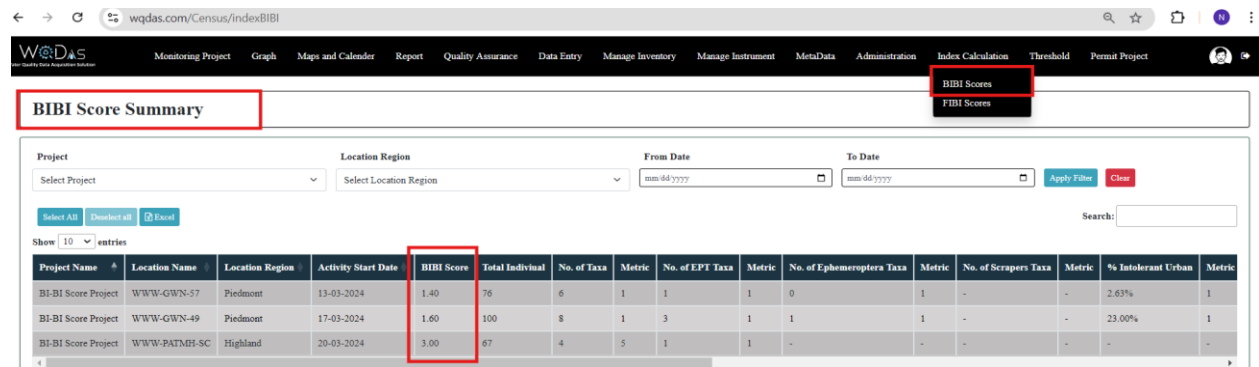 wqdas.com/Census/indexBIBI
N
WQDAS
Water Quality Data Acquisition Solution
Monitoring Project Graph Maps and Calender Report Quality Assurance Data Entry Manage Inventory Manage Instrument MetaData Administration Index Calculation Threshold Permit Project
BIBI Scores
FIBI Scores
BIBI Score Summary
Project Location Region From Date To Date
Select Project Select Location Region mm/dd/yyyy mm/dd/yyyy Apply Filter Clear
Select All Deselect all Excel Search:
Show 10 entries
Project Name Location Name Location Region Activity Start Date BIBI Score Total Indiviual No. of Taxa Metric No. of EPT Taxa Metric No. of Ephemeroptera Taxa Metric No. of Scrapers Taxa Metric % Intolerant Urban Metric
BI-BI Score Project WWW-GWN-57 Piedmont 13-03-2024 1.40 76 6 1 1 1 0 1 - - 2.63% 1
BI-BI Score Project WWW-GWN-49 Piedmont 17-03-2024 1.60 100 8 1 3 1 1 1 - - 23.00% 1
BI-BI Score Project WWW-PATMH-SC Highland 20-03-2024 3.00 67 4 5 1 1 - - - - - -